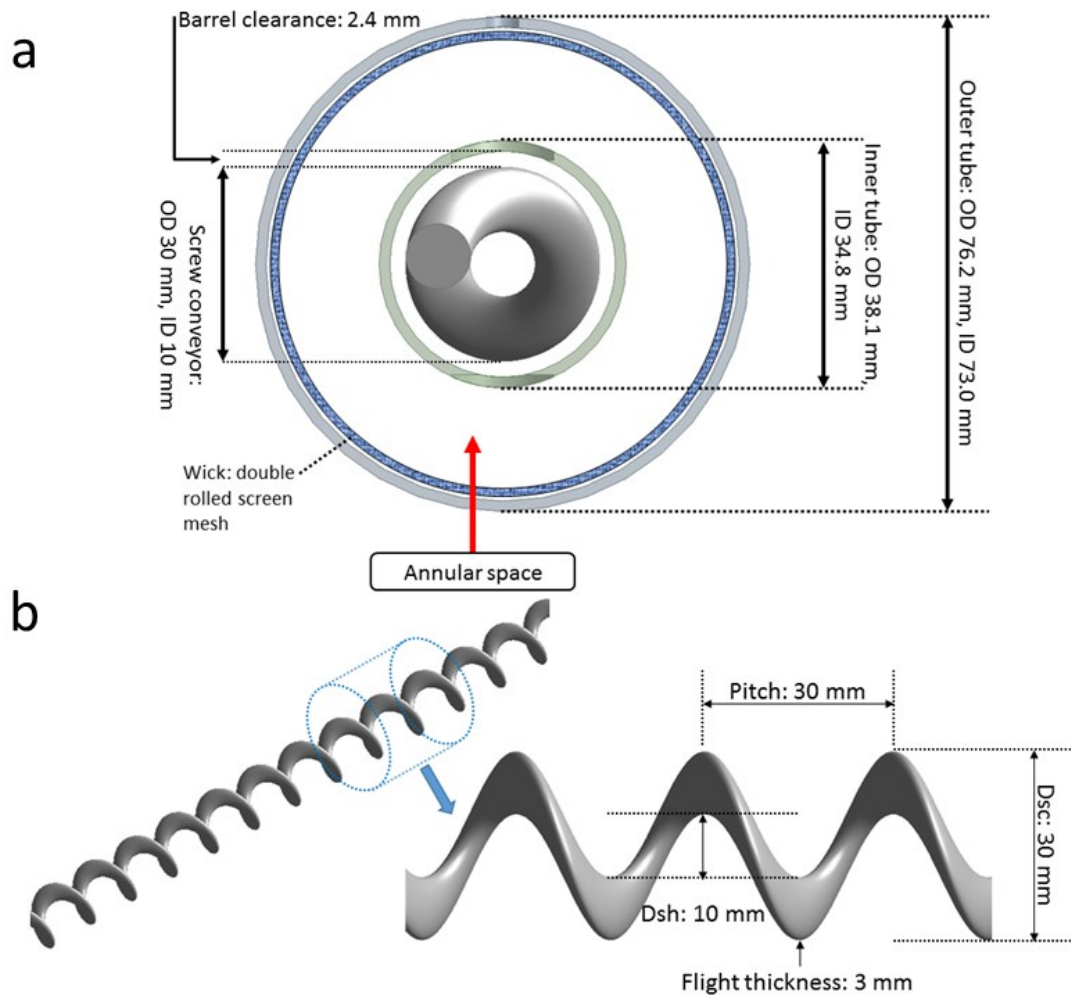 a
Barrel clearance: 2.4 mm
Screw conveyor:
OD 30 mm, ID 10 mm
Inner tube: OD 38.1 mm,
ID 34.8 mm
Outer tube: OD 76.2 mm, ID 73.0 mm
Wick: double
rolled screen
mesh
Annular space
b
Pitch: 30 mm
Dsc: 30 mm
Dsh: 10 mm
Flight thickness: 3 mm